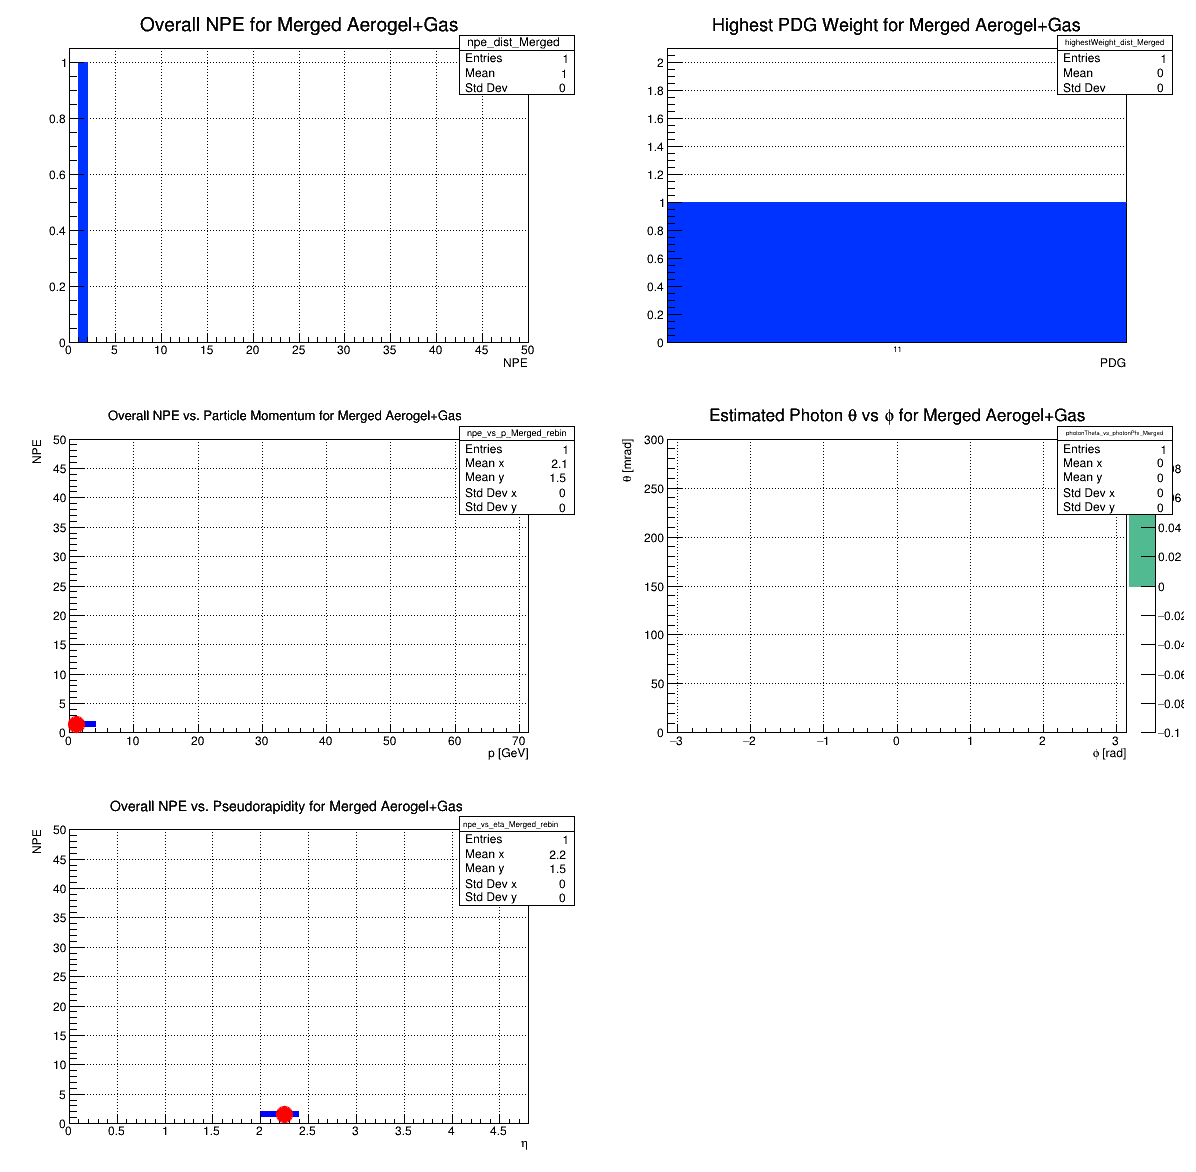 Overall NPE for Merged Aerogel+Gas
npe_dist_Merged
Entries 1
Mean 1
Std Dev 0
1
0.8
0.6
0.4
0.2
0
0 5 10 15 20 25 30 35 40 45 50
NPE
Highest PDG Weight for Merged Aerogel+Gas
highestWeight_dist_Merged
Entries 1
Mean 0
Std Dev 0
2
1.8
1.6
1.4
1.2
1
0.8
0.6
0.4
0.2
0
11
PDG
Overall NPE vs. Particle Momentum for Merged Aerogel+Gas
npe_vs_p_Merged_rebin
Entries 1
Mean x 2.1
Mean y 1.5
Std Dev x 0
Std Dev y 0
NPE
50
45
40
35
30
25
20
15
10
5
0
0 10 20 30 40 50 60 70
p [GeV]
Estimated Photon θ vs ϕ for Merged Aerogel+Gas
photonTheta_vs_photonPhi_Merged
Entries 1
Mean x 0
Mean y 0
Std Dev x 0
Std Dev y 0
θ [mrad]
300
250
200
150
100
50
0
−3 −2 −1 0 1 2 3
ϕ [rad]
0.04
0.02
0
−0.02
−0.04
−0.06
−0.08
−0.1
Overall NPE vs. Pseudorapidity for Merged Aerogel+Gas
npe_vs_eta_Merged_rebin
Entries 1
Mean x 2.2
Mean y 1.5
Std Dev x 0
Std Dev y 0
NPE
50
45
40
35
30
25
20
15
10
5
0
0 0.5 1 1.5 2 2.5 3 3.5 4 4.5
η